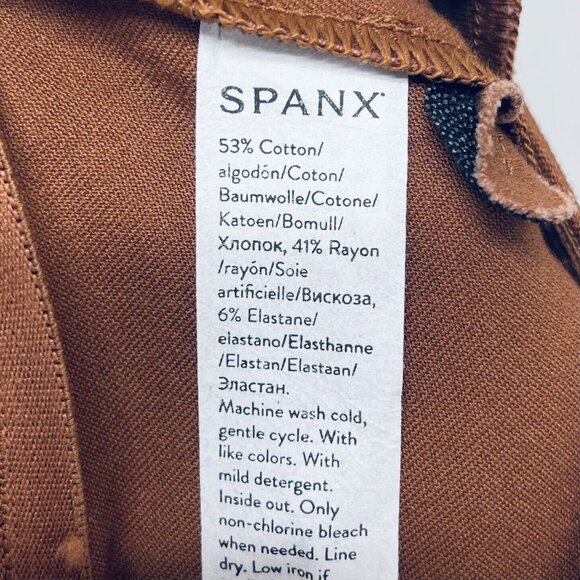 SPANX
53% Cotton/
algodón/Coton/
Baumwolle/Cotone/
Katoen/Bomull/
Хлопок, 41% Rayon
/rayón/Soie
artificielle/Вискоза,
6% Elastane/
elastano/Elasthanne
/Elastan/Elastaan/
Эластан.
Machine wash cold,
gentle cycle. With
like colors. With
mild detergent.
Inside out. Only
non-chlorine bleach
when needed. Line
dry. Low iron if